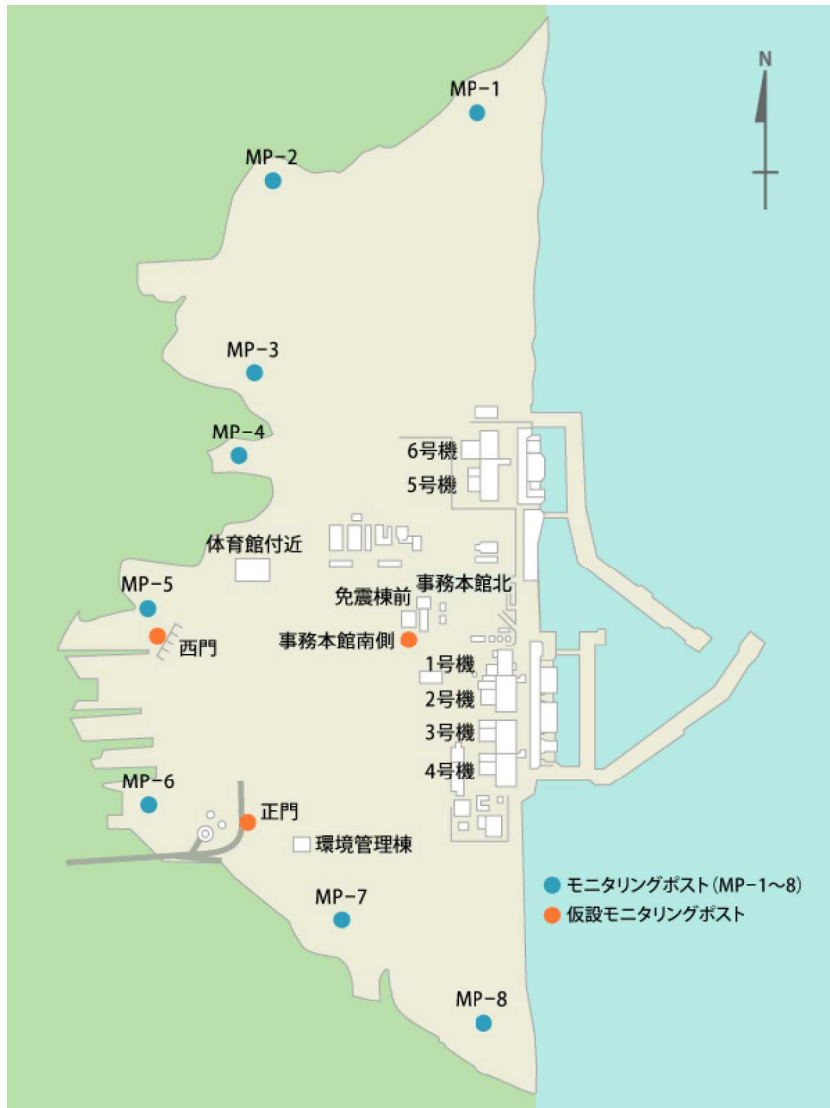 MP-1
N
MP-2
MP-3
MP-4
6号機
5号機
体育館付近
事務本館北
MP-5
免震棟前
西門
事務本館南側
1号機
2号機
3号機
4号機
MP-6
正門
環境管理棟
モニタリングポスト(MP-1〜8)
MP-7
仮設モニタリングポスト
MP-8